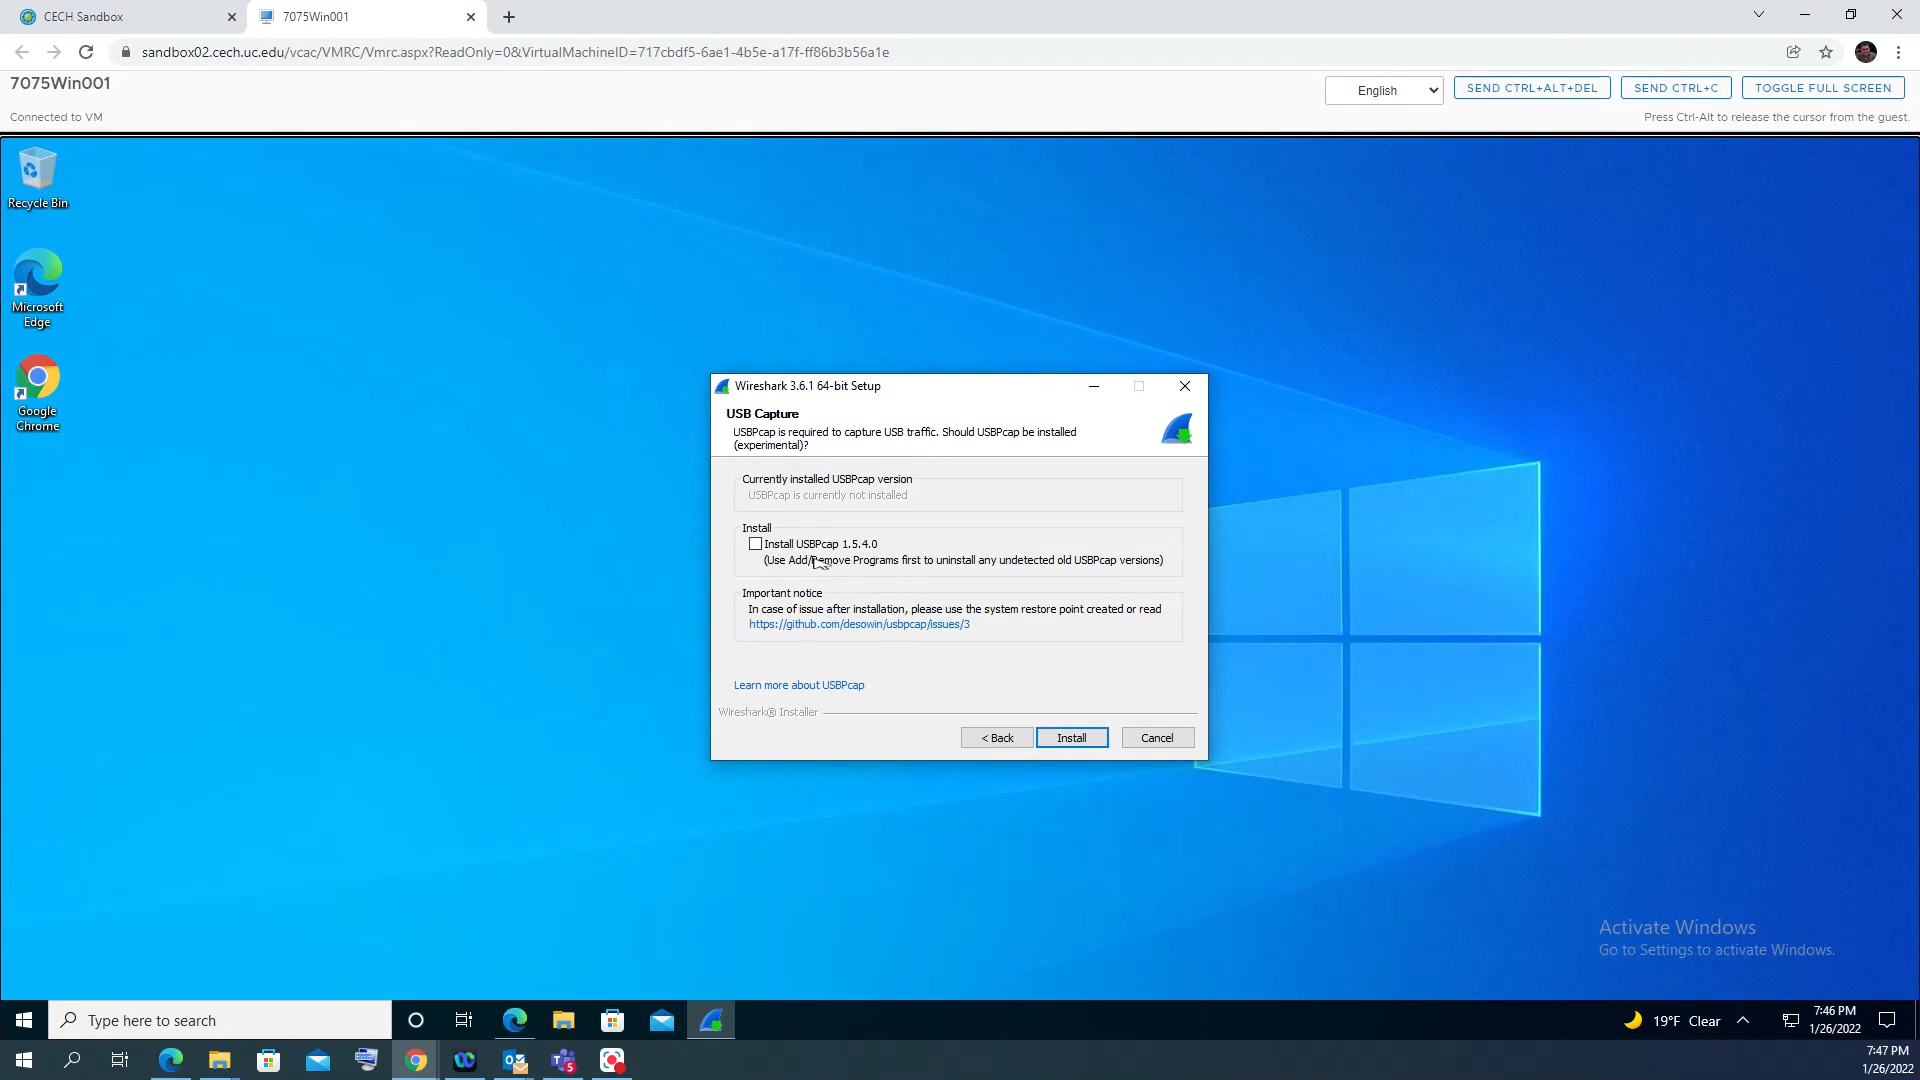 CECH Sandbox
7075Win001
sandbox02.cech.uc.edu/vcac/VMRC/Vmrc.aspx?ReadOnly=0&VirtualMachineID=717cbdf5-6ae1-4b5e-a17f-ff86b3b56a1e
7075Win001
English
SEND CTRL+ALT+DEL
SEND CTRL+C
TOGGLE FULL SCREEN
Connected to VM
Press Ctrl-Alt to release the cursor from the guest.
Recycle Bin
Microsoft
Edge
Google
Chrome
Wireshark 3.6.1 64-bit Setup
USB Capture
USBPcap is required to capture USB traffic. Should USBPcap be installed
(experimental)?
Currently installed USBPcap version
USBPcap is currently not installed
Install
Install USBPcap 1.5.4.0
(Use Add/Remove Programs first to uninstall any undetected old USBPcap versions)
Important notice
In case of issue after installation, please use the system restore point created or read
https://github.com/desowin/usbpcap/issues/3
Learn more about USBPcap
Wireshark® Installer
< Back
Install
Cancel
Activate Windows
Go to Settings to activate Windows.
Type here to search
19°F Clear
7:46 PM
1/26/2022
7:47 PM
1/26/2022